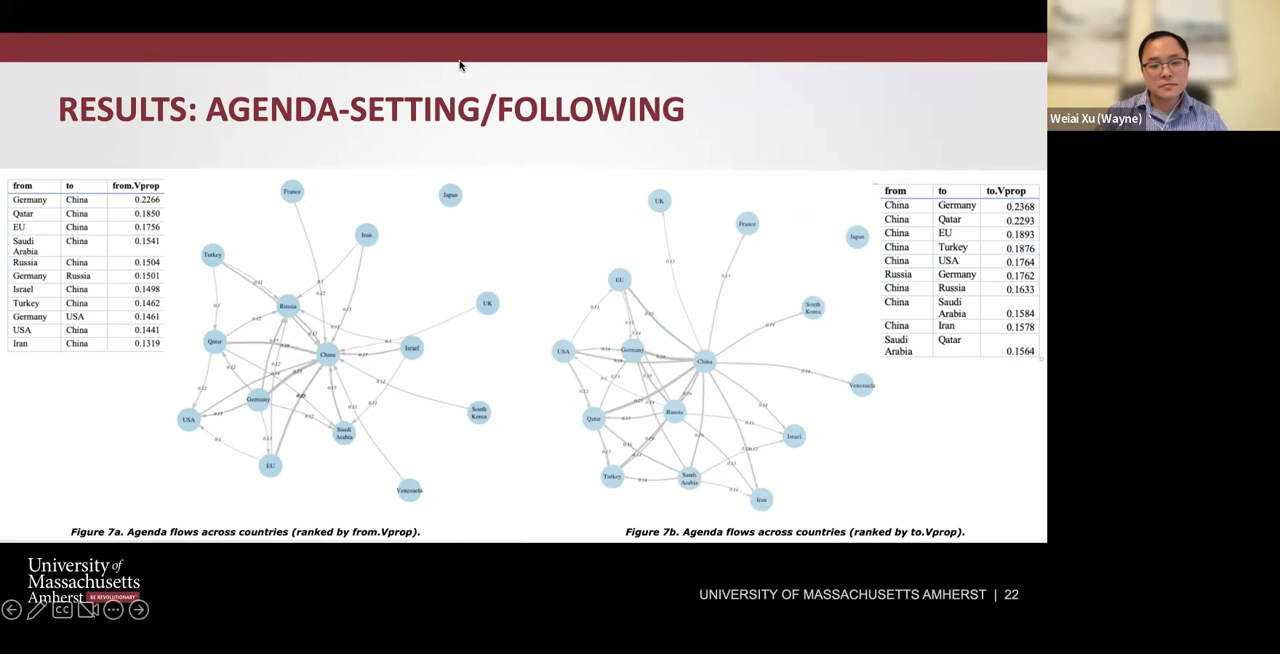 RESULTS: AGENDA-SETTING/FOLLOWING
Weiai Xu (Wayne)
from to from.Vprop
Germany China 0.2266
Qatar China 0.1850
EU China 0.1756
Saudi Arabia China 0.1541
Russia China 0.1504
Germany Russia 0.1501
Israel China 0.1498
Turkey China 0.1462
Germany USA 0.1461
USA China 0.1441
Iran China 0.1319
France
Japan
Iran
Turkey
Russia
UK
Qatar
China
Israel
Germany
USA
South Korea
Saudi Arabia
EU
Venezuela
Figure 7a. Agenda flows across countries (ranked by from.Vprop).
UK
France
Japan
EU
South Korea
USA
Germany
China
Venezuela
Qatar
Russia
Israel
Turkey
Saudi Arabia
Iran
Figure 7b. Agenda flows across countries (ranked by to.Vprop).
from to to.Vprop
China Germany 0.2368
China Qatar 0.2293
China EU 0.1893
China Turkey 0.1876
China USA 0.1764
Russia Germany 0.1762
China Russia 0.1633
China Saudi Arabia 0.1584
China Iran 0.1578
Saudi Arabia Qatar 0.1564
University of
Massachusetts
Amherst BE REVOLUTIONARY
CC
UNIVERSITY OF MASSACHUSETTS AMHERST | 22